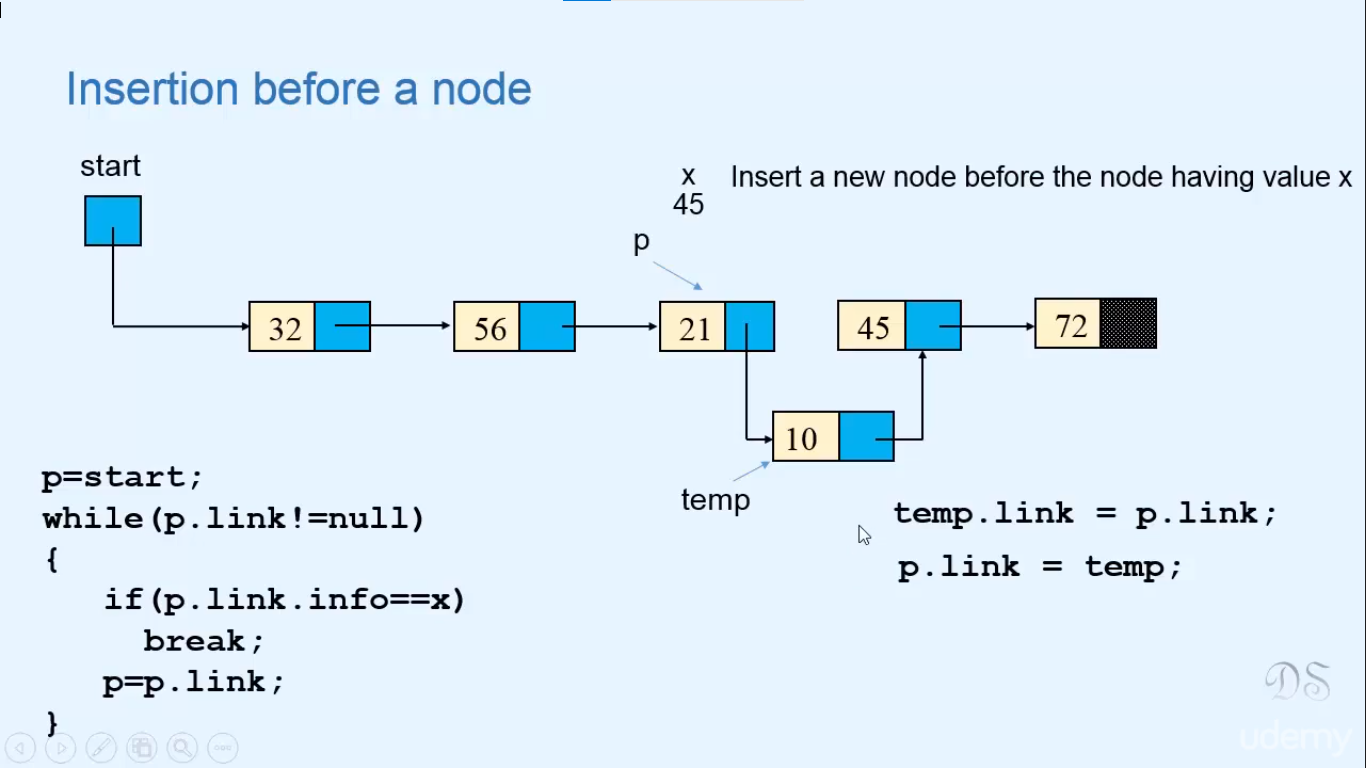 Insertion before a node
start
x Insert a new node before the node having value x
45
p
32 56 21 45 72
10
temp
p=start;
while(p.link!=null)
{
if(p.link.info==x)
break;
p=p.link;
}
temp.link = p.link;
p.link = temp;
DS
udemy